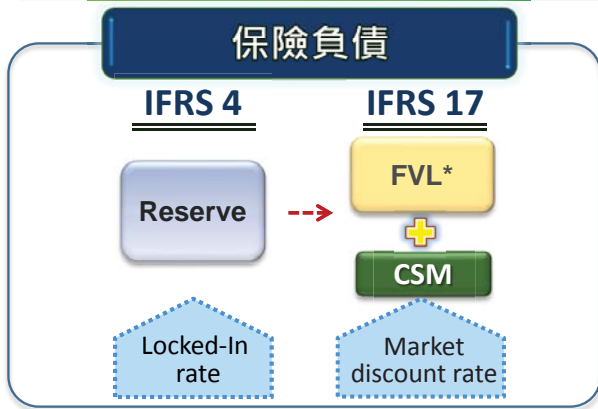 保險負債
IFRS 4
IFRS 17
Reserve
FVL*
CSM
Locked-In
rate
Market
discount rate